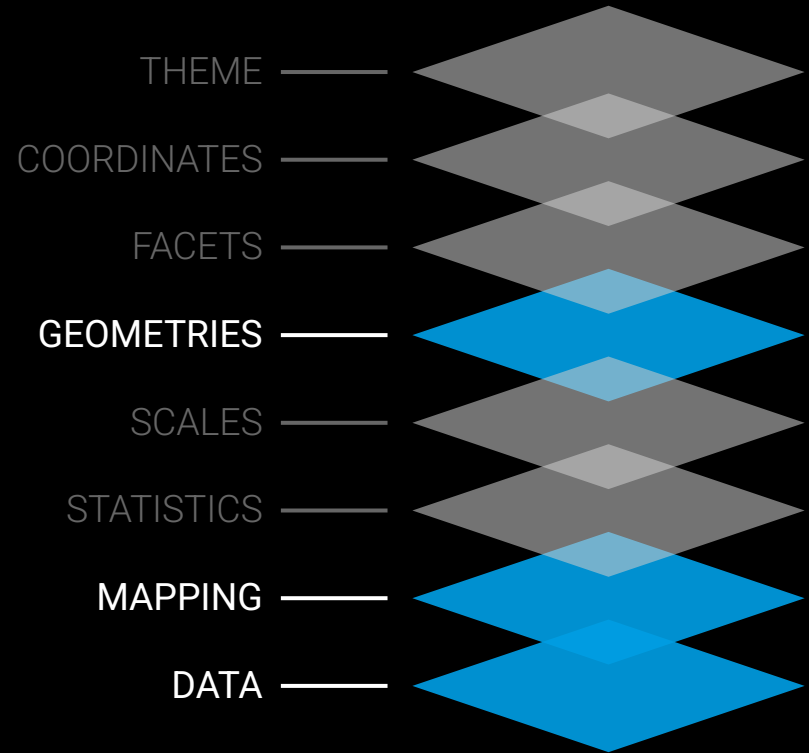 THEME
COORDINATES
FACETS
GEOMETRIES
SCALES
STATISTICS
MAPPING
DATA